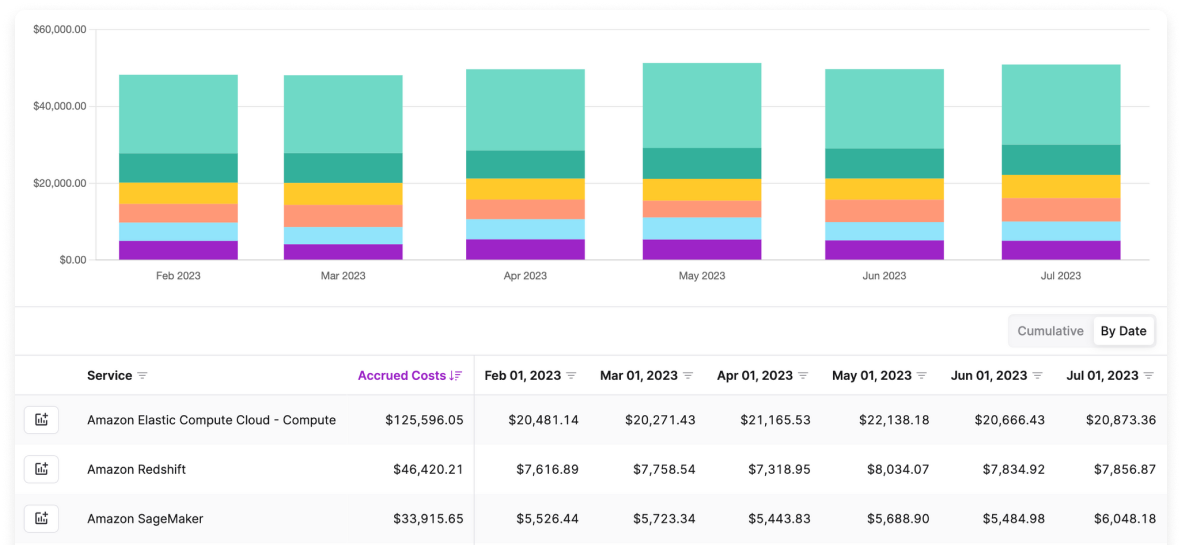 $60,000.00
$40,000.00
$20,000.00
$0.00
Feb 2023 Mar 2023 Apr 2023 May 2023 Jun 2023 Jul 2023
Cumulative By Date
Service Accrued Costs Feb 01, 2023 Mar 01, 2023 Apr 01, 2023 May 01, 2023 Jun 01, 2023 Jul 01, 2023
Amazon Elastic Compute Cloud - Compute $125,596.05 $20,481.14 $20,271.43 $21,165.53 $22,138.18 $20,666.43 $20,873.36
Amazon Redshift $46,420.21 $7,616.89 $7,758.54 $7,318.95 $8,034.07 $7,834.92 $7,856.87
Amazon SageMaker $33,915.65 $5,526.44 $5,723.34 $5,443.83 $5,688.90 $5,484.98 $6,048.18